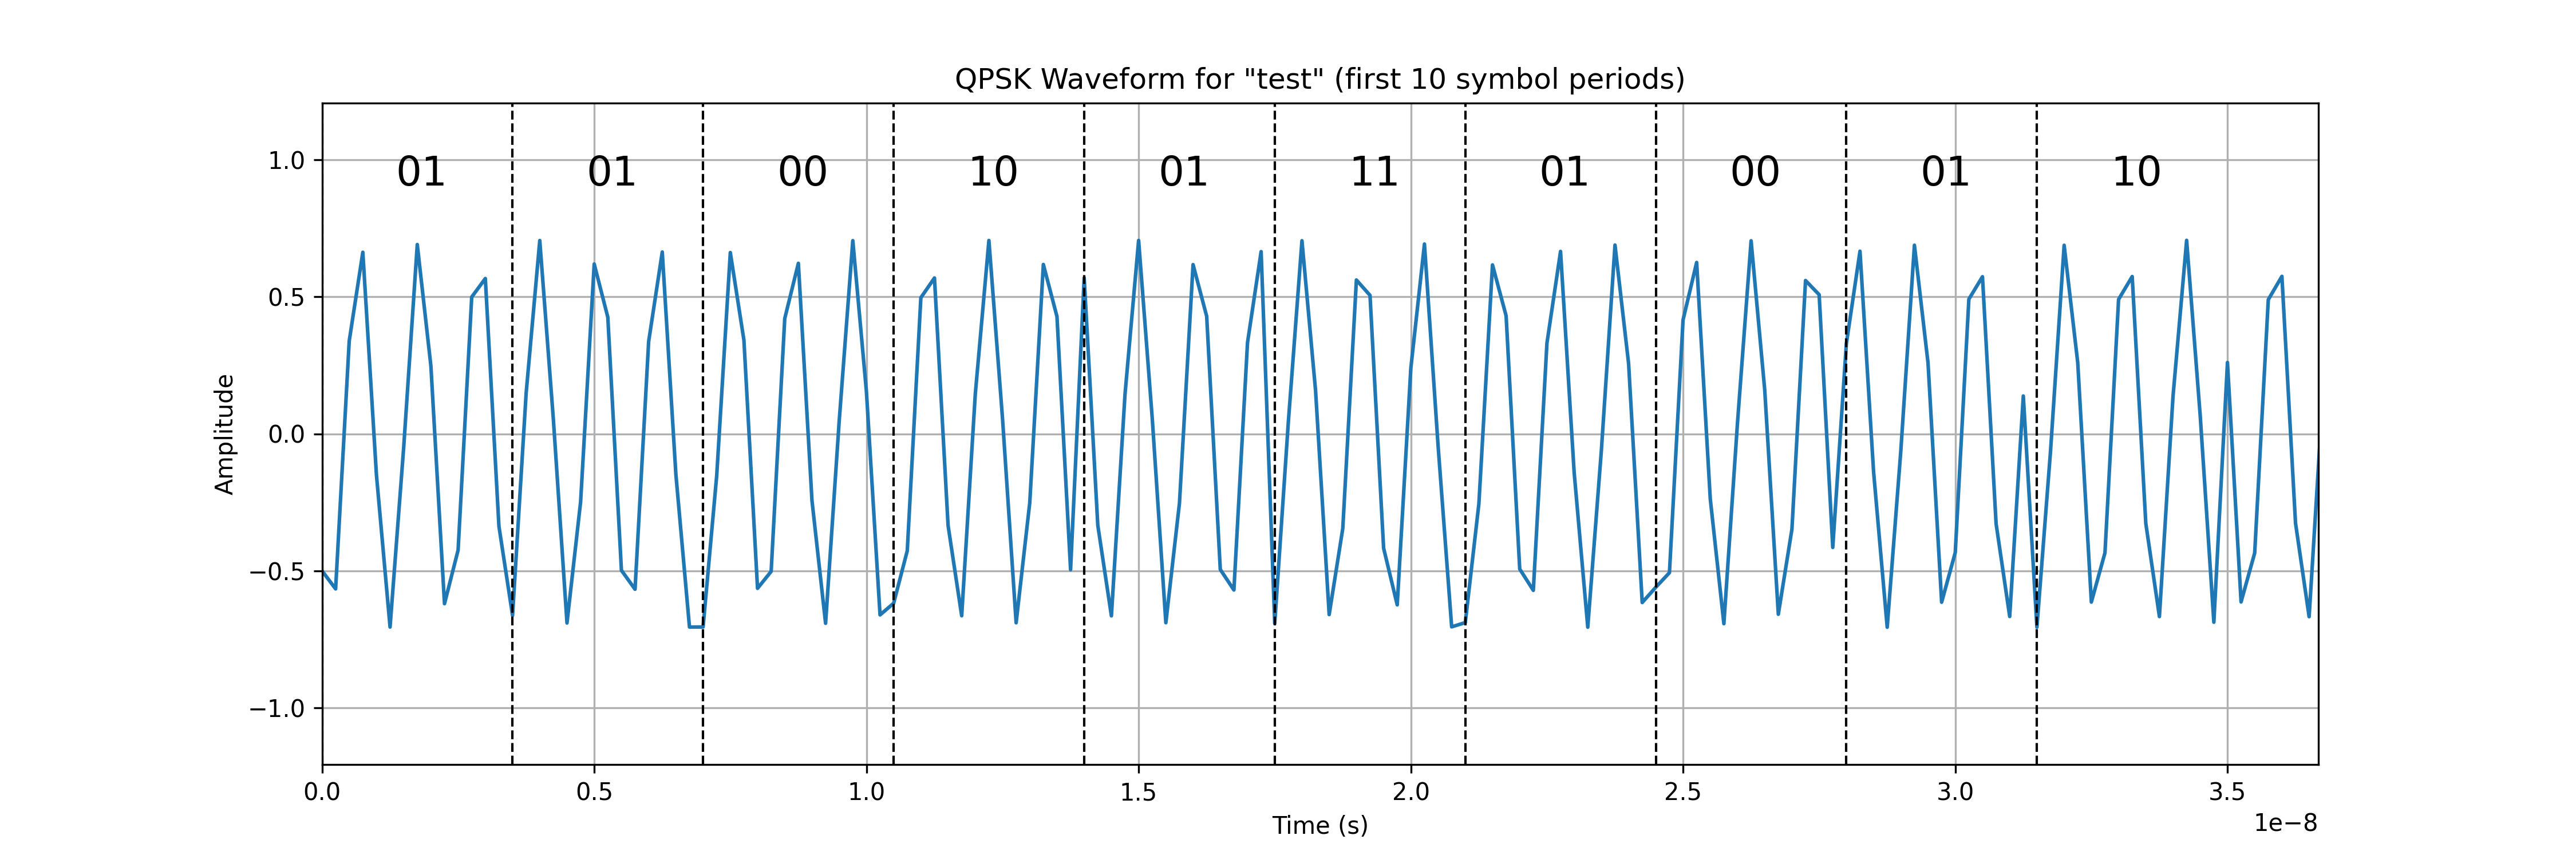 QPSK Waveform for "test" (first 10 symbol periods)
01 01 00 10 01 11 01 00 01 10
1.0
0.5
0.0
−0.5
−1.0
Amplitude
0.0 0.5 1.0 1.5 2.0 2.5 3.0 3.5
1e−8
Time (s)